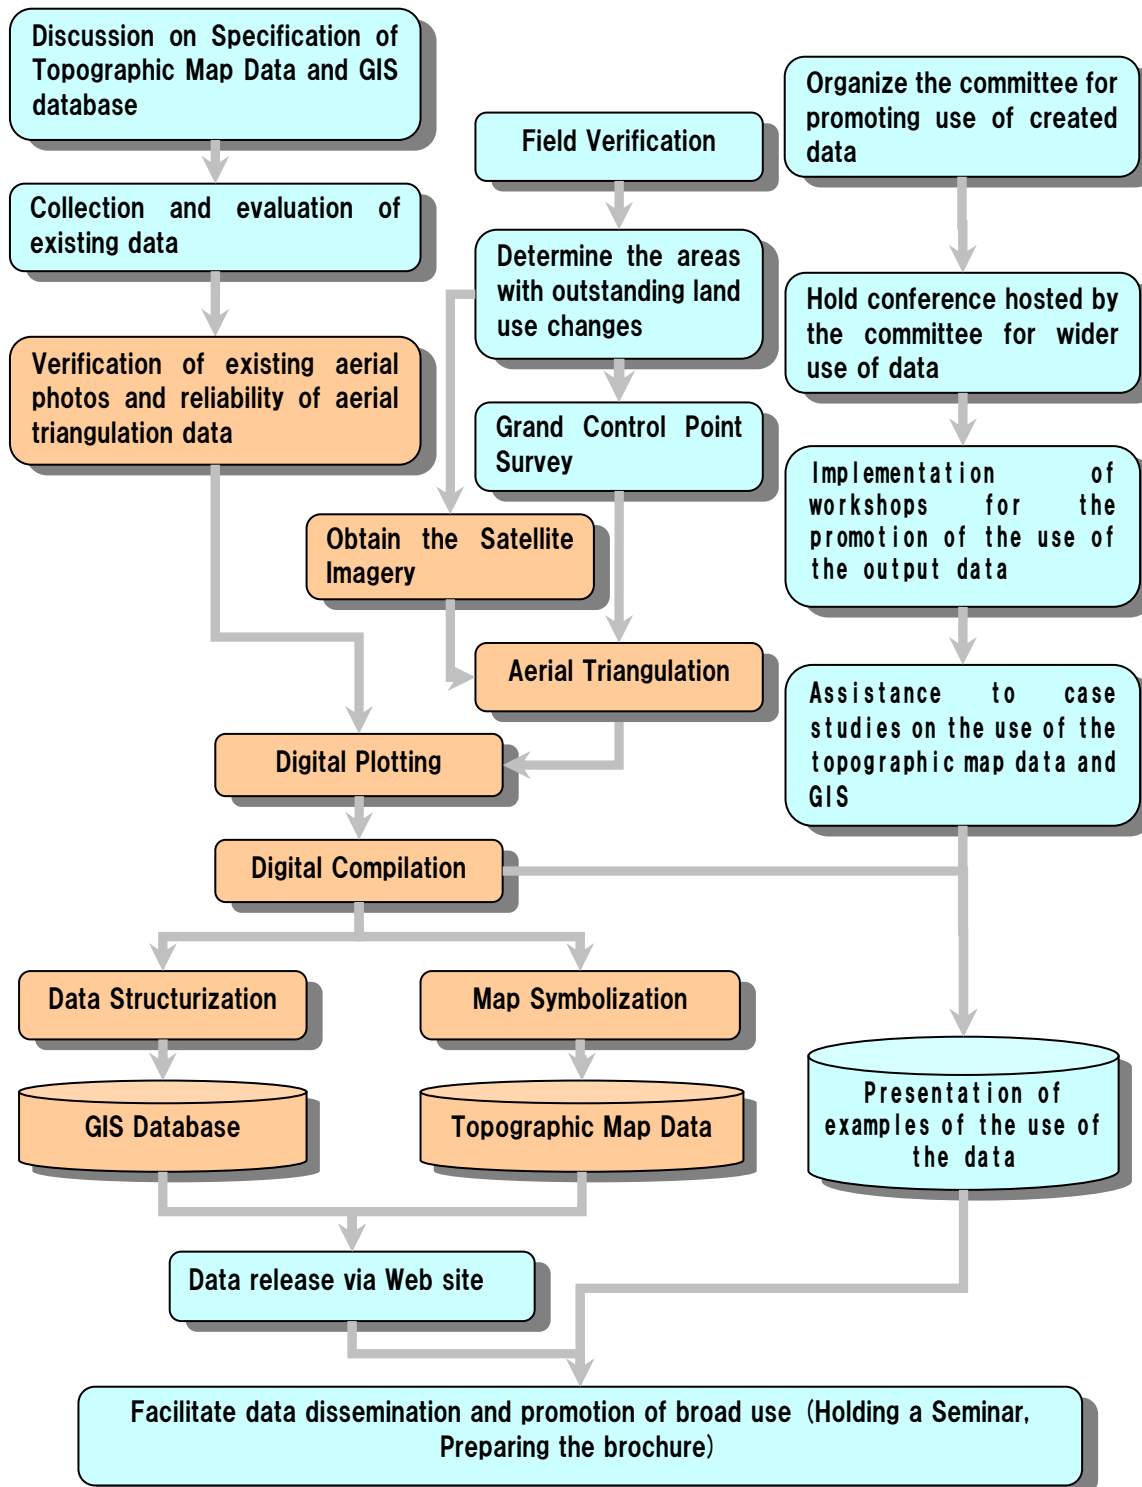 Discussion on Specification of
Topographic Map Data and GIS
database
Collection and evaluation of
existing data
Verification of existing aerial
photos and reliability of aerial
triangulation data
Field Verification
Determine the areas
with outstanding land
use changes
Grand Control Point
Survey
Obtain the Satellite
Imagery
Aerial Triangulation
Digital Plotting
Digital Compilation
Data Structurization
Map Symbolization
GIS Database
Topographic Map Data
Data release via Web site
Organize the committee for
promoting use of created
data
Hold conference hosted by
the committee for wider
use of data
Implementation of
workshops for the
promotion of the use of
the output data
Assistance to case
studies on the use of the
topographic map data and
GIS
Presentation of
examples of the use of
the data
Facilitate data dissemination and promotion of broad use (Holding a Seminar,
Preparing the brochure)